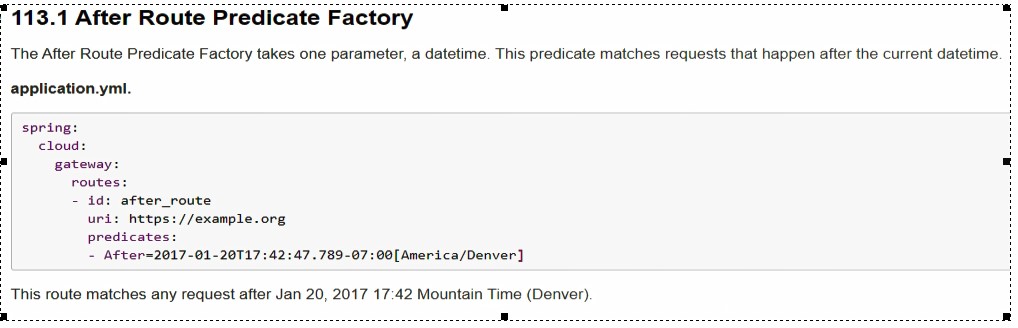 113.1 After Route Predicate Factory
The After Route Predicate Factory takes one parameter, a datetime. This predicate matches requests that happen after the current datetime.
application.yml.
spring:
  cloud:
    gateway:
      routes:
      - id: after_route
        uri: https://example.org
        predicates:
        - After=2017-01-20T17:42:47.789-07:00[America/Denver]
This route matches any request after Jan 20, 2017 17:42 Mountain Time (Denver).